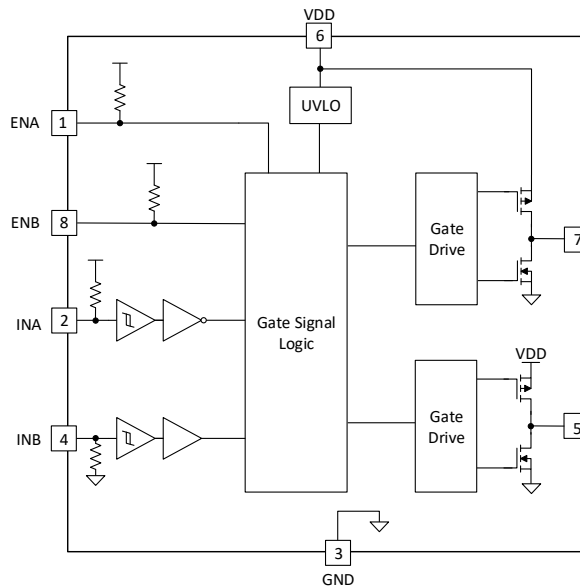 VDD
6
UVLO
ENA 1
ENB 8
Gate
Drive
7
INA 2
Gate Signal
Logic
VDD
INB 4
Gate
Drive
5
3
GND